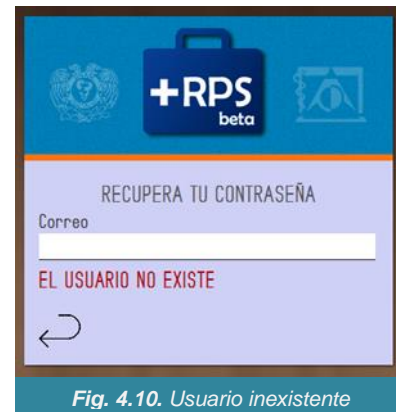 +RPS
beta
RECUPERA TU CONTRASEÑA
Correo
EL USUARIO NO EXISTE
Fig. 4.10. Usuario inexistente